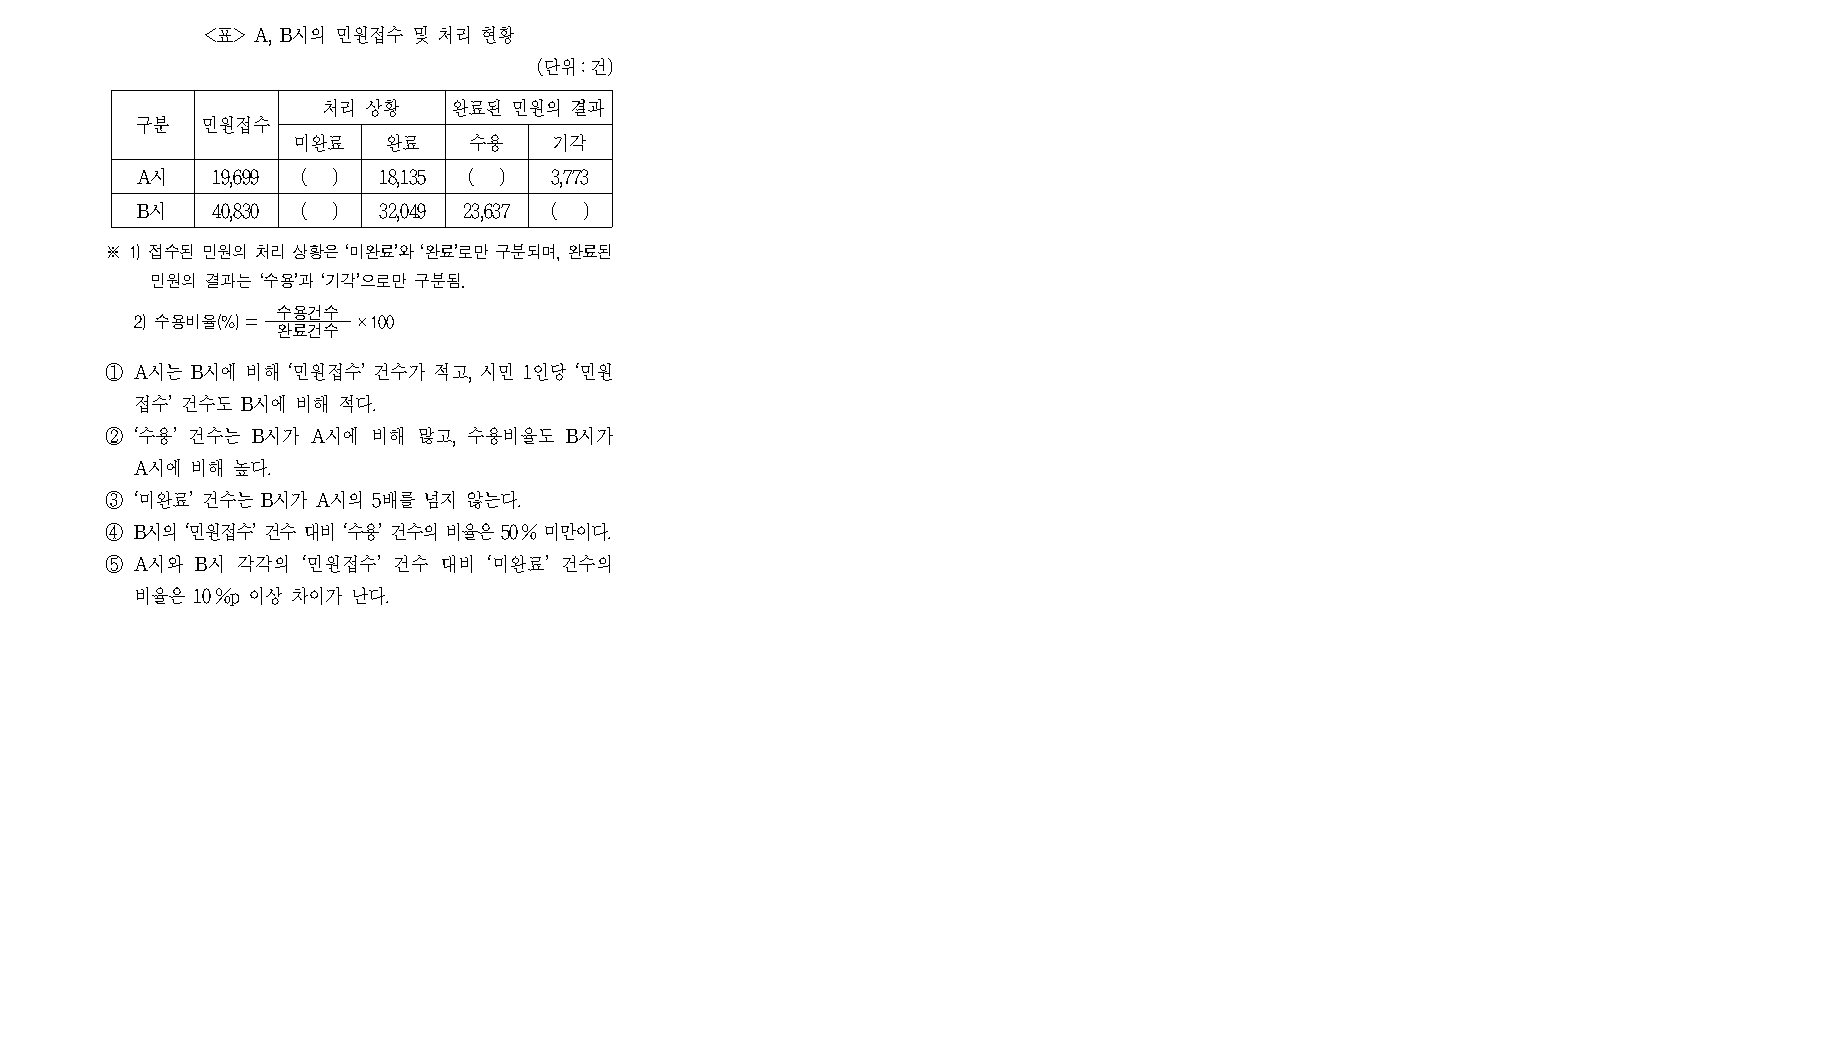 <표> A, B시의 민원접수 및 처리 현황
(단위 : 건)
구분 민원접수 처리 상황 완료된 민원의 결과
미완료 완료 수용 기각
A시 19,699 ( ) 18,135 ( ) 3,773
B시 40,830 ( ) 32,049 23,637 ( )
※ 1) 접수된 민원의 처리 상황은 ‘미완료’와 ‘완료’로만 구분되며, 완료된
민원의 결과는 ‘수용’과 ‘기각’으로만 구분됨.
2) 수용비율(%) = 수용건수/완료건수 × 100
① A시는 B시에 비해 ‘민원접수’ 건수가 적고, 시민 1인당 ‘민원
접수’ 건수도 B시에 비해 적다.
② ‘수용’ 건수는 B시가 A시에 비해 많고, 수용비율도 B시가
A시에 비해 높다.
③ ‘미완료’ 건수는 B시가 A시의 5배를 넘지 않는다.
④ B시의 ‘민원접수’ 건수 대비 ‘수용’ 건수의 비율은 50 % 미만이다.
⑤ A시와 B시 각각의 ‘민원접수’ 건수 대비 ‘미완료’ 건수의
비율은 10 %p 이상 차이가 난다.